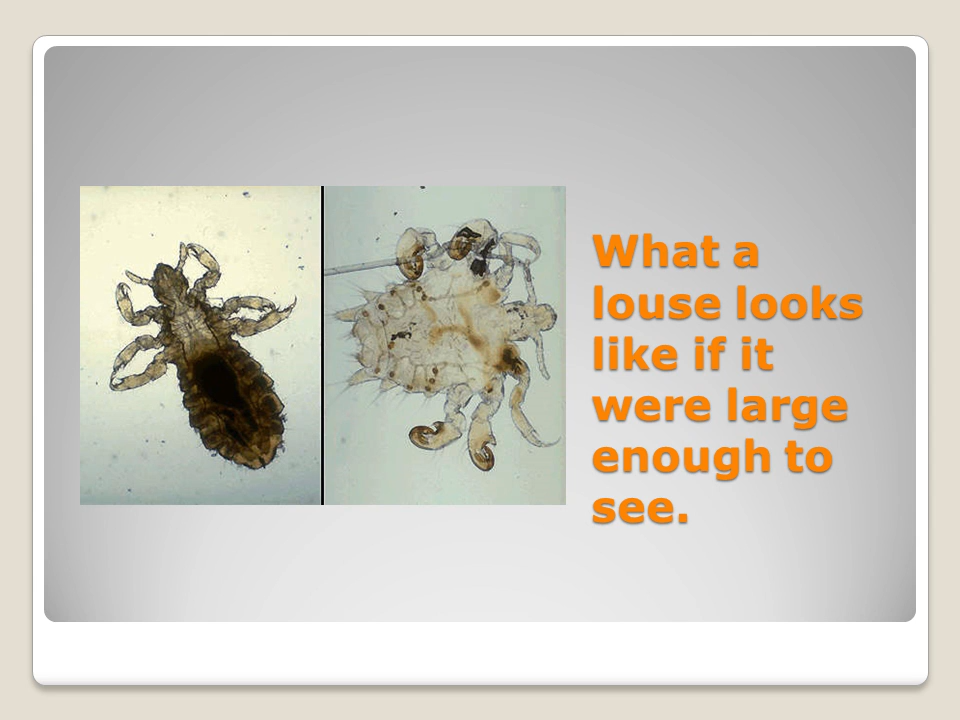 What a
louse looks
like if it
were large
enough to
see.